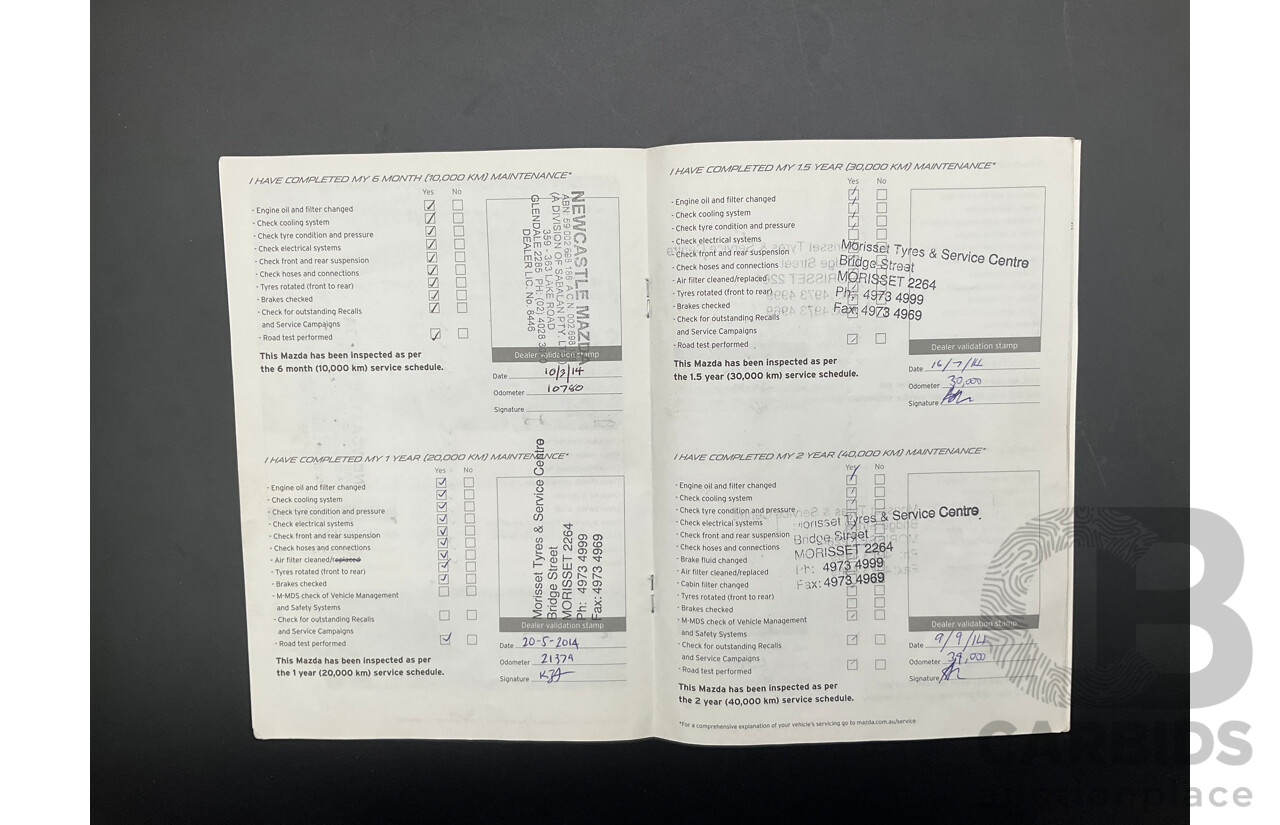 I HAVE COMPLETED MY 6 MONTH (10,000 KM) MAINTENANCE*
Yes No
- Engine oil and filter changed
- Check cooling system
- Check tyre condition and pressure
- Check electrical systems
- Check front and rear suspension
- Check hoses and connections
- Tyres rotated (front to rear)
- Brakes checked
- Check for outstanding Recalls
and Service Campaigns
- Road test performed
This Mazda has been inspected as per
the 6 month (10,000 km) service schedule.
NEWCASTLE MAZDA
(A DIVISION OF SABALAN PTY.
359 - 363 LAKE ROAD
GLENDALE 2285 PH: (02) 4028
DEALER LIC. No. 8446
Dealer validation stamp
Date 10/2/14
Odometer 10780
Signature
I HAVE COMPLETED MY 1 YEAR (20,000 KM) MAINTENANCE*
Yes No
- Engine oil and filter changed
- Check cooling system
- Check tyre condition and pressure
- Check electrical systems
- Check front and rear suspension
- Check hoses and connections
- Air filter cleaned/replaced
- Tyres rotated (front to rear)
- Brakes checked
- M-MDS check of Vehicle Management
and Safety Systems
- Check for outstanding Recalls
and Service Campaigns
- Road test performed
This Mazda has been inspected as per
the 1 year (20,000 km) service schedule.
Morisset Tyres & Service Centre
Bridge Street
MORISSET 2264
Ph: 4973 4999
Fax: 4973 4969
Dealer validation stamp
Date 20-5-2014
Odometer 21379
Signature
I HAVE COMPLETED MY 1.5 YEAR (30,000 KM) MAINTENANCE*
Yes No
- Engine oil and filter changed
- Check cooling system
- Check tyre condition and pressure
- Check electrical systems
- Check front and rear suspension
- Check hoses and connections
- Air filter cleaned/replaced
- Tyres rotated (front to rear)
- Brakes checked
- Check for outstanding Recalls
and Service Campaigns
- Road test performed
This Mazda has been inspected as per
the 1.5 year (30,000 km) service schedule.
Morisset Tyres & Service Centre
Bridge Street
MORISSET 2264
Ph: 4973 4999
Fax: 4973 4969
Dealer validation stamp
Date 16/7/14
Odometer 30,000
Signature
I HAVE COMPLETED MY 2 YEAR (40,000 KM) MAINTENANCE*
Yes No
- Engine oil and filter changed
- Check cooling system
- Check tyre condition and pressure
- Check electrical systems
- Check front and rear suspension
- Check hoses and connections
- Brake fluid changed
- Air filter cleaned/replaced
- Cabin filter changed
- Tyres rotated (front to rear)
- Brakes checked
- M-MDS check of Vehicle Management
and Safety Systems
- Check for outstanding Recalls
and Service Campaigns
- Road test performed
This Mazda has been inspected as per
the 2 year (40,000 km) service schedule.
Morisset Tyres & Service Centre
Bridge Street
MORISSET 2264
Ph: 4973 4999
Fax: 4973 4969
Dealer validation stamp
Date 9/9/14
Odometer 39,000
Signature
*For a comprehensive explanation of your vehicle's servicing go to mazda.com.au/service
CARBIDS
auction place